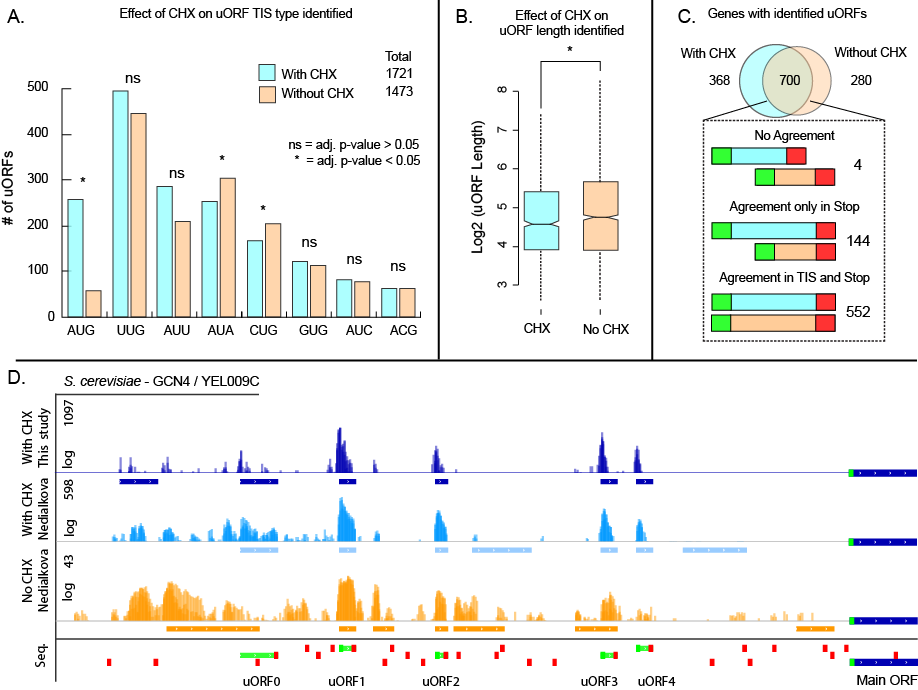 A.
Effect of CHX on uORF TIS type identified
Total
With CHX 1721
Without CHX 1473
ns = adj. p-value > 0.05
* = adj. p-value < 0.05
# of uORFs
500
400
300
200
100
0
* ns ns * * ns ns ns
AUG UUG AUU AUA CUG GUG AUC ACG
B.
Effect of CHX on
uORF length identified
*
Log2 (uORF Length)
8
7
6
5
4
3
CHX No CHX
C.
Genes with identified uORFs
With CHX Without CHX
368 700 280
No Agreement
4
Agreement only in Stop
144
Agreement in TIS and Stop
552
D.
S. cerevisiae - GCN4 / YEL009C
With CHX
This study
log 1097
With CHX
Nedialkova
log 598
No CHX
Nedialkova
log 43
Seq.
uORF0 uORF1 uORF2 uORF3 uORF4 Main ORF